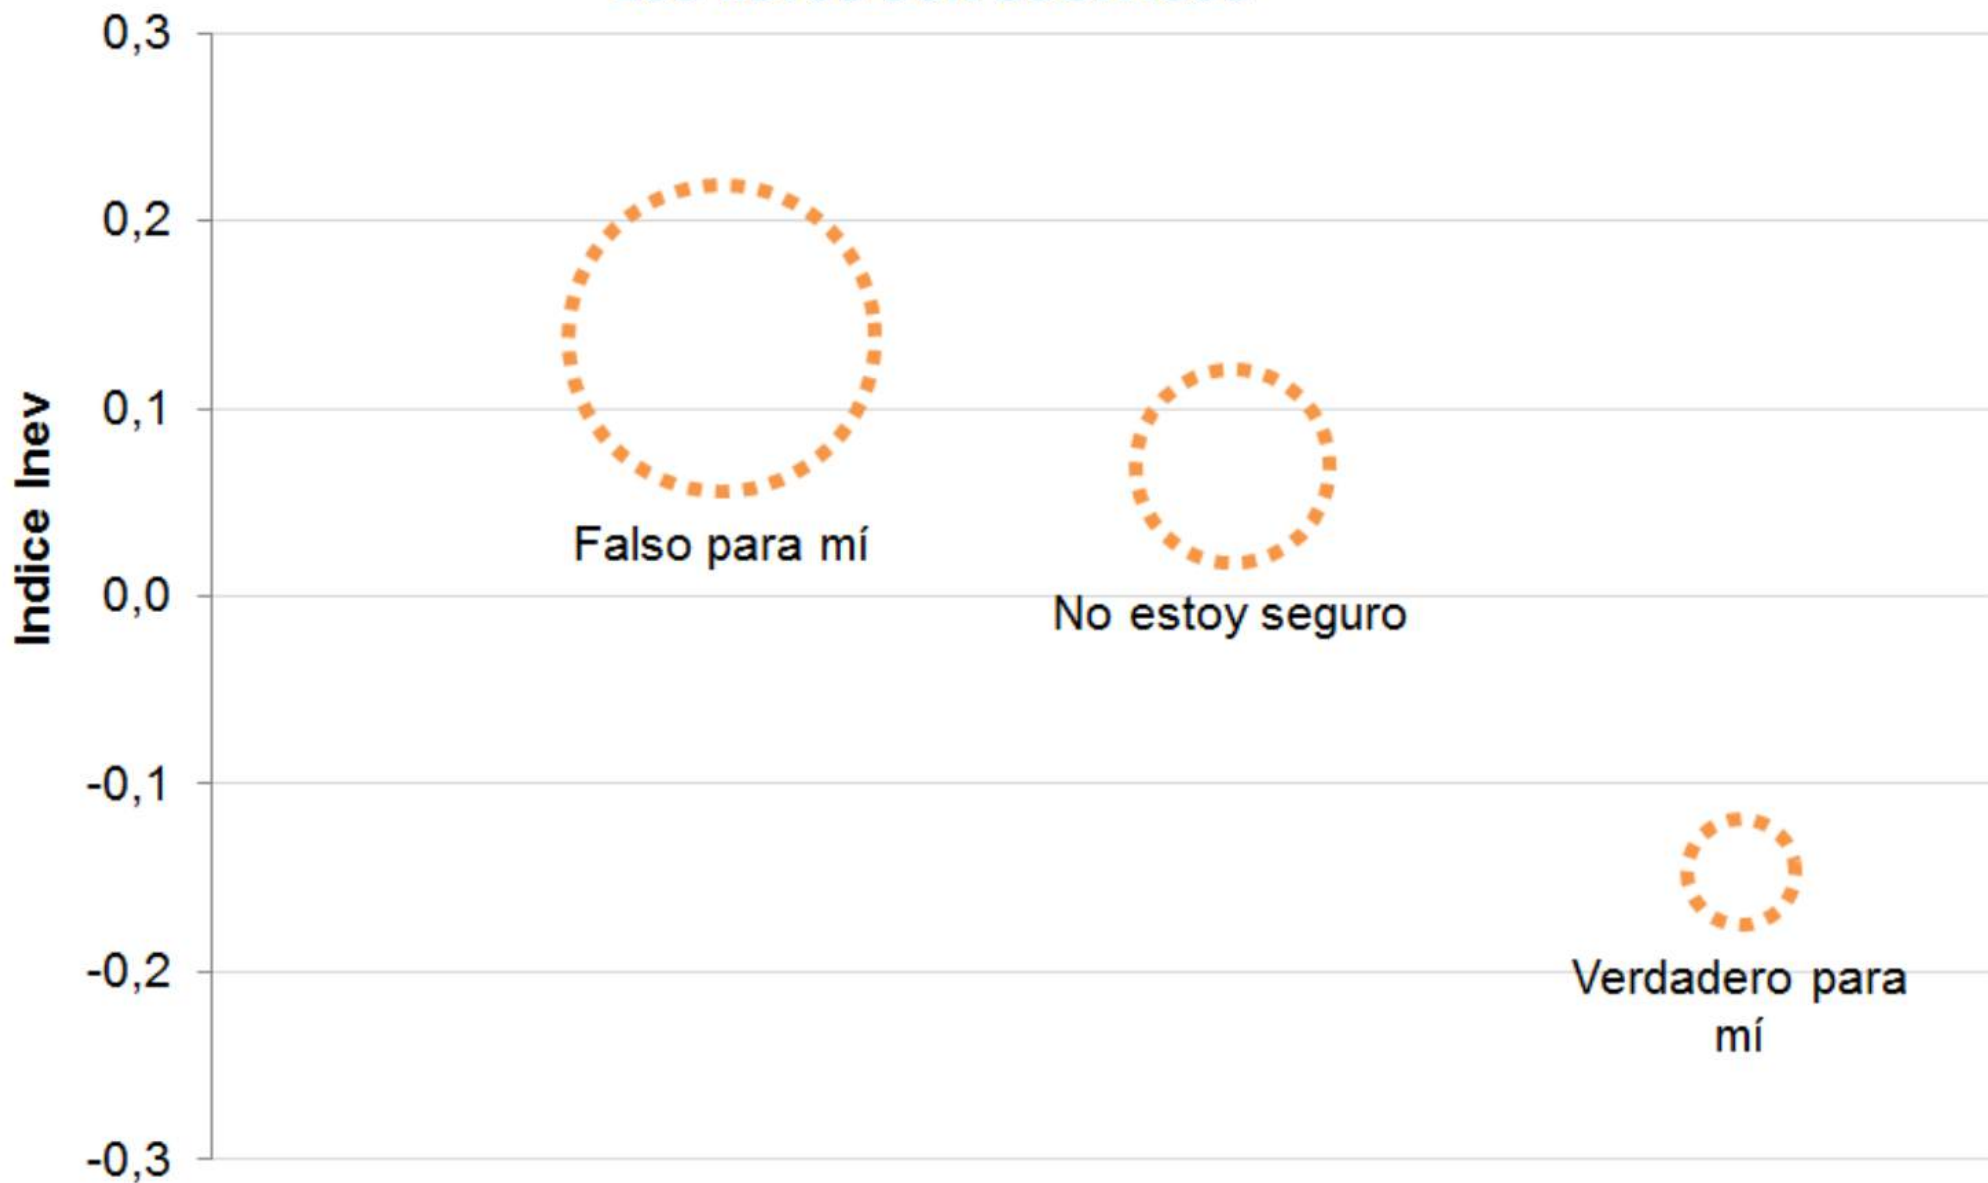 0,3
0,2
0,1
Falso para mí
0,0
No estoy seguro
-0,1
-0,2
Verdadero para
mí
-0,3
Indice Inev